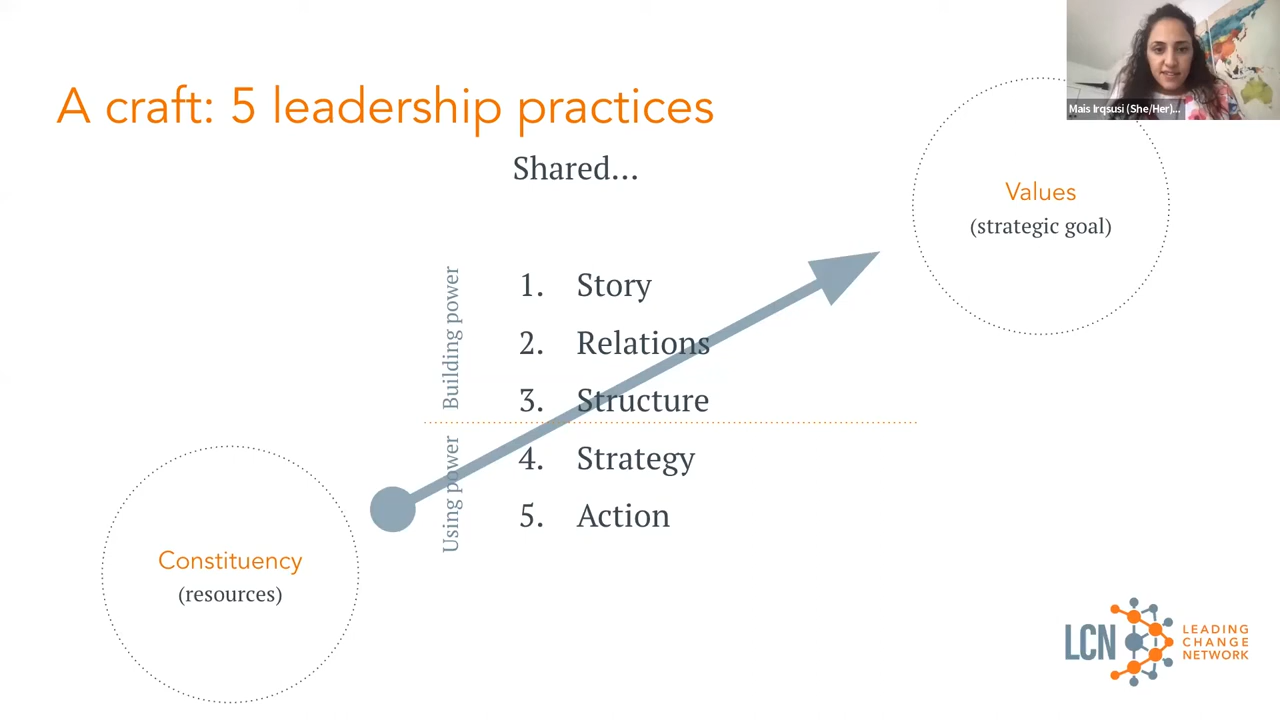 A craft: 5 leadership practices
Shared...
Mais Irqsusi (She/Her)...
Values
(strategic goal)
Building power
1. Story
2. Relations
3. Structure
Using power
4. Strategy
5. Action
Constituency
(resources)
LCN
LEADING
CHANGE
NETWORK